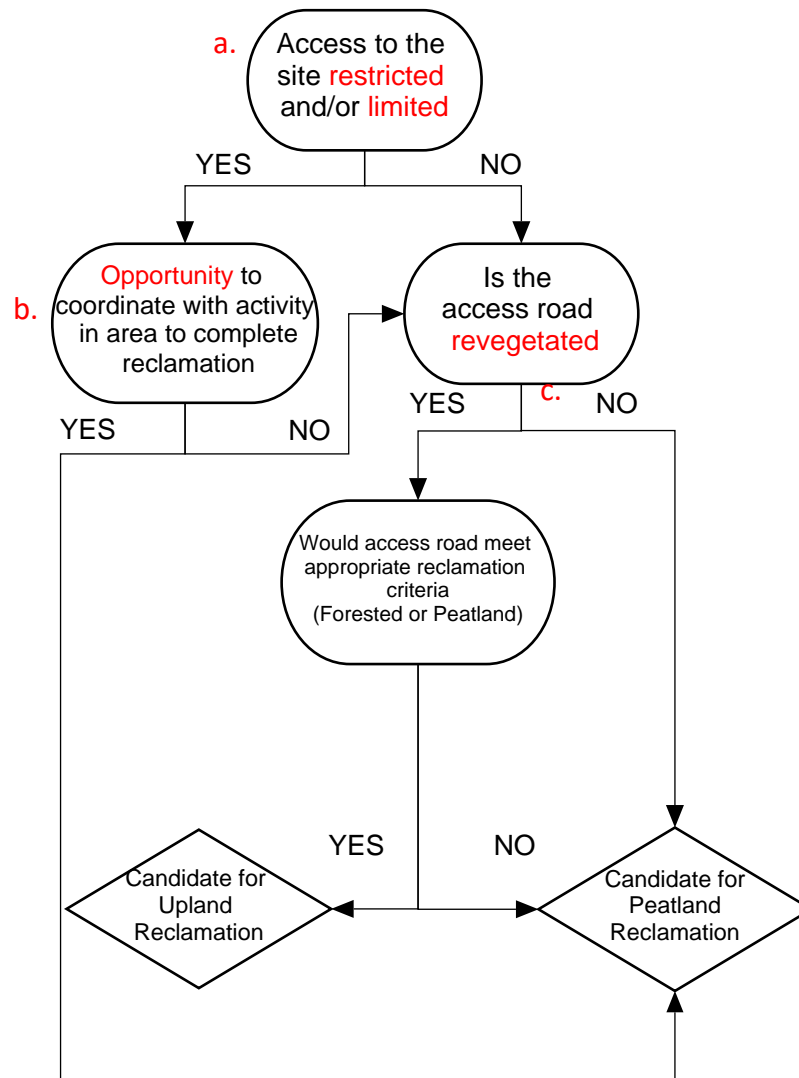 a.
Access to the
site restricted
and/or limited
YES
NO
b.
Opportunity to
coordinate with activity
in area to complete
reclamation
Is the
access road
revegetated
c.
YES
NO
YES
NO
Would access road meet
appropriate reclamation
criteria
(Forested or Peatland)
YES
NO
Candidate for
Upland
Reclamation
Candidate for
Peatland
Reclamation